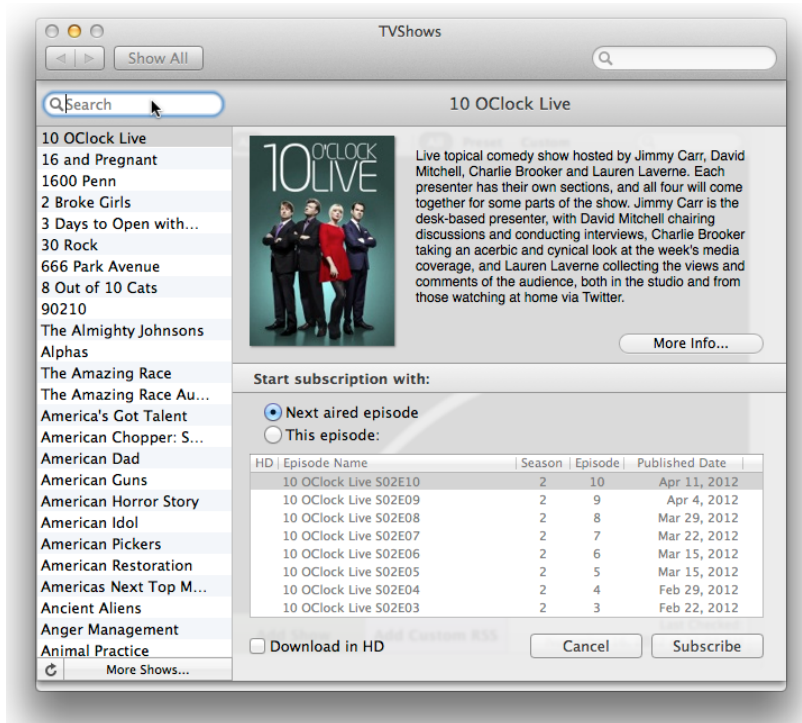 TVShows
Show All
Search
10 OClock Live
10 OClock Live
16 and Pregnant
1600 Penn
2 Broke Girls
3 Days to Open with...
30 Rock
666 Park Avenue
8 Out of 10 Cats
90210
The Almighty Johnsons
Alphas
The Amazing Race
The Amazing Race Au...
America's Got Talent
American Chopper: S...
American Dad
American Guns
American Horror Story
American Idol
American Pickers
American Restoration
Americas Next Top M...
Ancient Aliens
Anger Management
Animal Practice
More Shows...
10 O'CLOCK
LIVE
Live topical comedy show hosted by Jimmy Carr, David
Mitchell, Charlie Brooker and Lauren Laverne. Each
presenter has their own sections, and all four will come
together for some parts of the show. Jimmy Carr is the
desk-based presenter, with David Mitchell chairing
discussions and conducting interviews, Charlie Brooker
taking an acerbic and cynical look at the week's media
coverage, and Lauren Laverne collecting the views and
comments of the audience, both in the studio and from
those watching at home via Twitter.
More Info...
Start subscription with:
Next aired episode
This episode:
HD Episode Name Season Episode Published Date
10 OClock Live S02E10 2 10 Apr 11, 2012
10 OClock Live S02E09 2 9 Apr 4, 2012
10 OClock Live S02E08 2 8 Mar 29, 2012
10 OClock Live S02E07 2 7 Mar 22, 2012
10 OClock Live S02E06 2 6 Mar 15, 2012
10 OClock Live S02E05 2 5 Mar 15, 2012
10 OClock Live S02E04 2 4 Feb 29, 2012
10 OClock Live S02E03 2 3 Feb 22, 2012
Add Show Add Custom RSS
Download in HD
Cancel
Subscribe